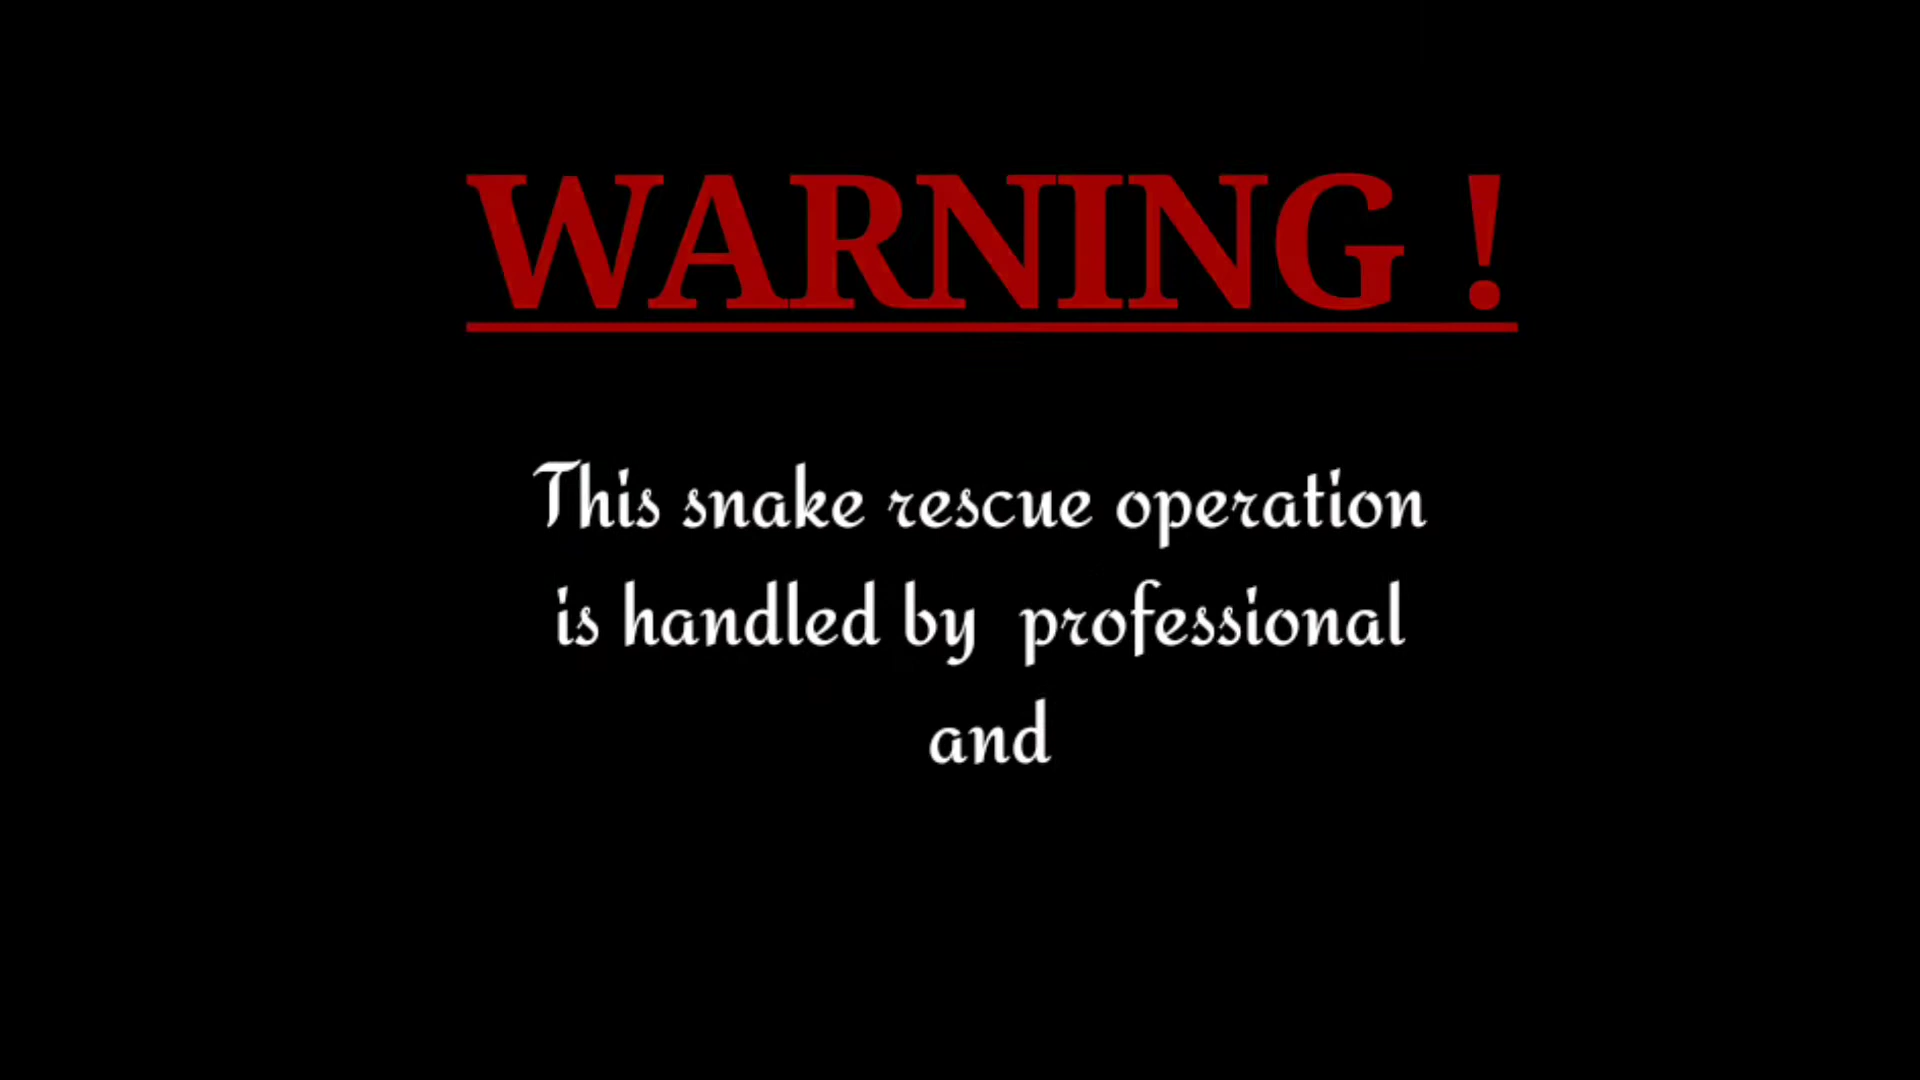 WARNING !
This snake rescue operation
is handled by professional
and